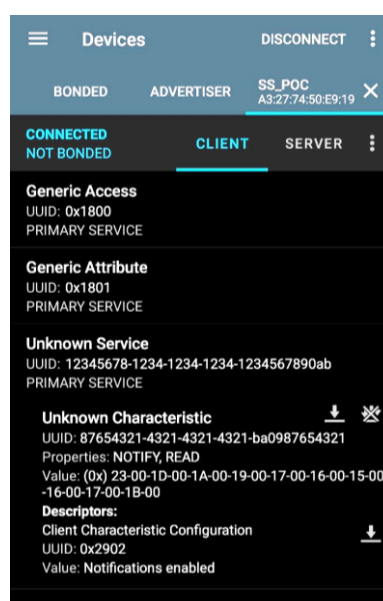 Devices
DISCONNECT
BONDED
ADVERTISER
SS_POC
A3:27:74:50:E9:19
CONNECTED
NOT BONDED
CLIENT
SERVER
Generic Access
UUID: 0x1800
PRIMARY SERVICE
Generic Attribute
UUID: 0x1801
PRIMARY SERVICE
Unknown Service
UUID: 12345678-1234-1234-1234-1234567890ab
PRIMARY SERVICE
Unknown Characteristic
UUID: 87654321-4321-4321-4321-ba0987654321
Properties: NOTIFY, READ
Value: (0x) 23-00-1D-00-1A-00-19-00-17-00-16-00-15-00
-16-00-17-00-1B-00
Descriptors:
Client Characteristic Configuration
UUID: 0x2902
Value: Notifications enabled